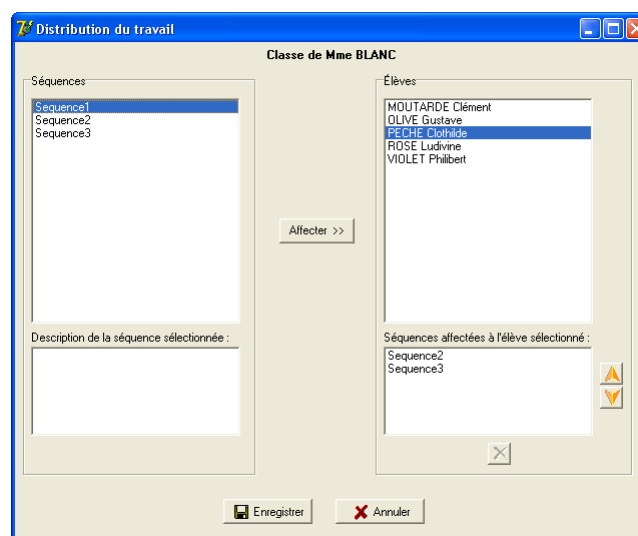 Distribution du travail
Classe de Mme BLANC
Séquences
Sequence1
Sequence2
Sequence3
Description de la séquence sélectionnée :
Affecter >>
Élèves
MOUTARDE Clément
OLIVE Gustave
PECHE Clothilde
ROSE Ludivine
VIOLET Philibert
Séquences affectées à l'élève sélectionné :
Sequence2
Sequence3
Enregistrer
Annuler